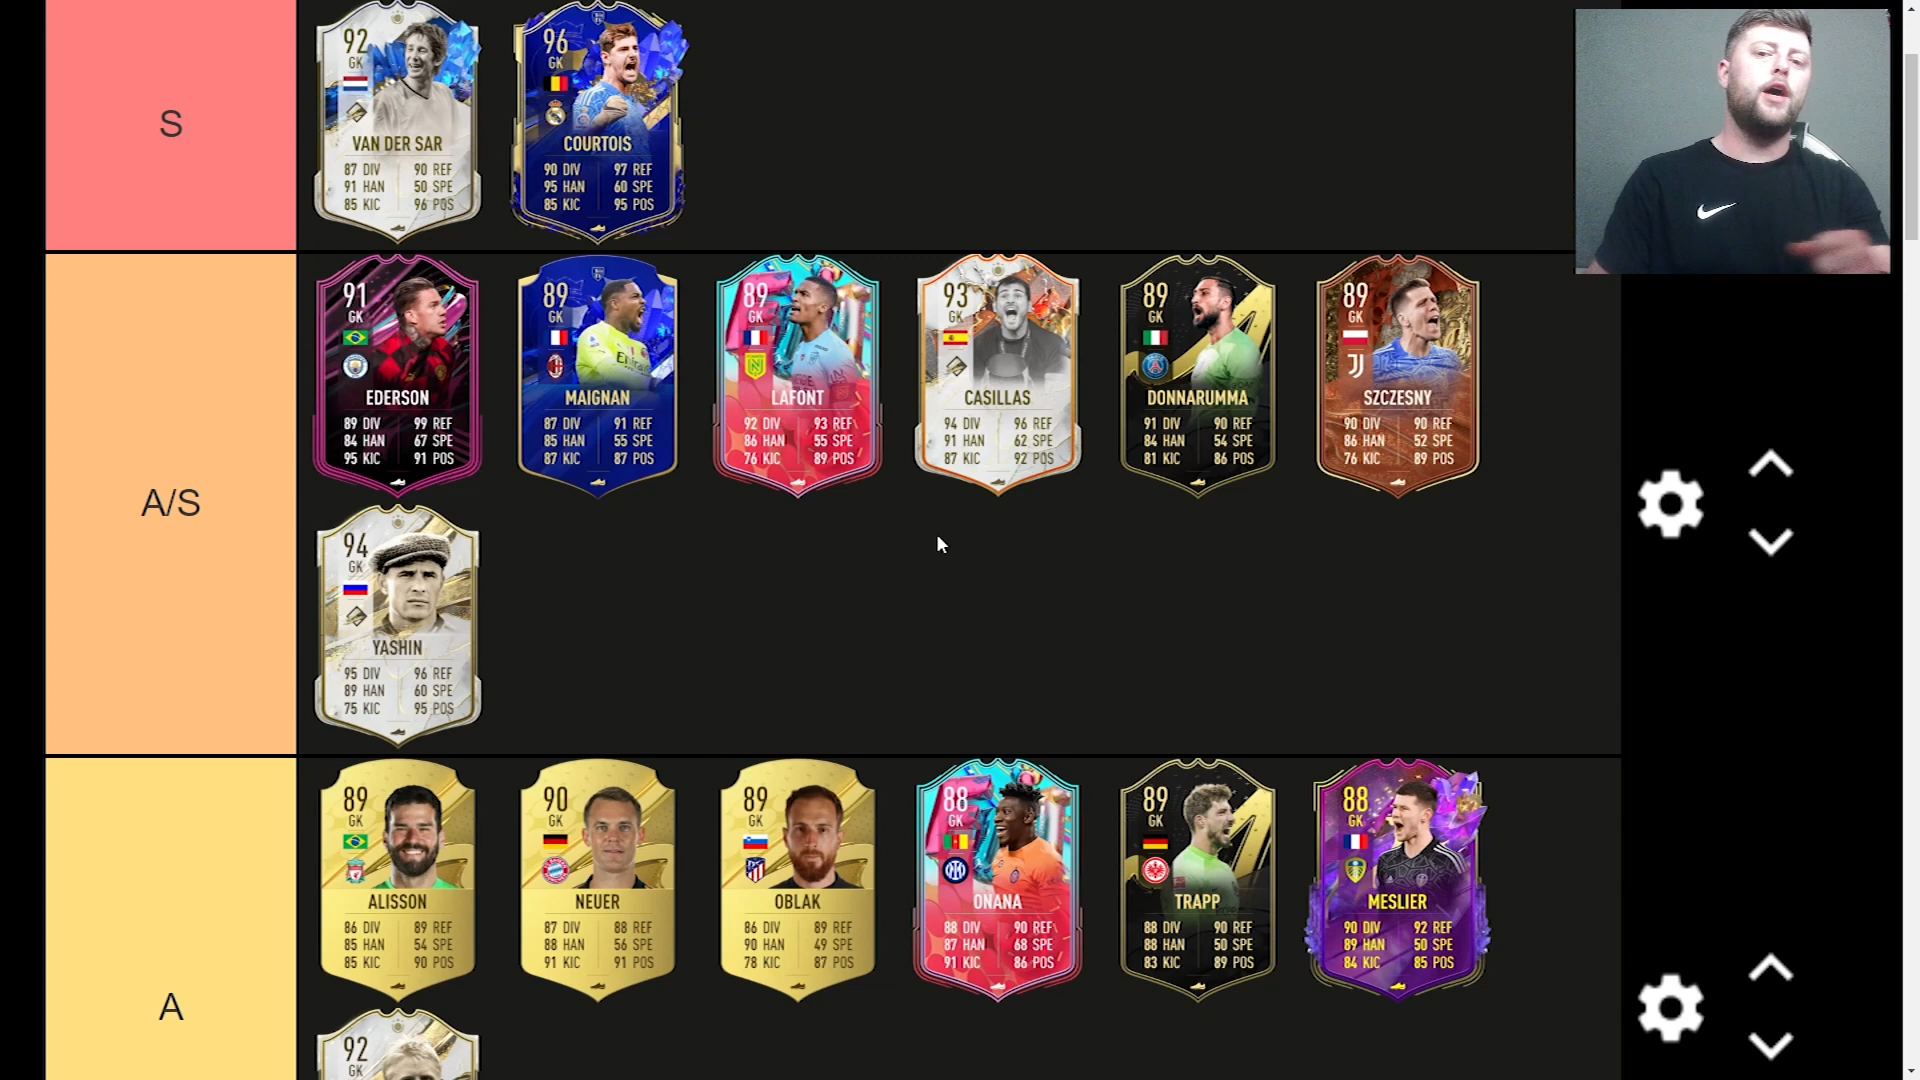 S
92
GK
VAN DER SAR
87 DIV 90 REF
91 HAN 50 SPE
85 KIC 96 POS
96
GK
COURTOIS
90 DIV 97 REF
95 HAN 60 SPE
85 KIC 95 POS
A/S
91
GK
EDERSON
89 DIV 99 REF
84 HAN 67 SPE
95 KIC 91 POS
89
GK
MAIGNAN
87 DIV 91 REF
85 HAN 55 SPE
87 KIC 87 POS
89
GK
LAFONT
92 DIV 93 REF
86 HAN 55 SPE
76 KIC 89 POS
93
GK
CASILLAS
94 DIV 96 REF
91 HAN 62 SPE
87 KIC 92 POS
89
GK
DONNARUMMA
91 DIV 90 REF
84 HAN 54 SPE
81 KIC 86 POS
89
GK
SZCZESNY
90 DIV 90 REF
86 HAN 52 SPE
76 KIC 89 POS
94
GK
YASHIN
95 DIV 96 REF
89 HAN 60 SPE
75 KIC 95 POS
A
89
GK
ALISSON
86 DIV 89 REF
85 HAN 54 SPE
85 KIC 90 POS
90
GK
NEUER
87 DIV 88 REF
88 HAN 56 SPE
91 KIC 91 POS
89
GK
OBLAK
86 DIV 89 REF
90 HAN 49 SPE
78 KIC 87 POS
88
GK
ONANA
88 DIV 90 REF
87 HAN 68 SPE
91 KIC 86 POS
89
GK
TRAPP
88 DIV 90 REF
88 HAN 50 SPE
83 KIC 89 POS
88
GK
MESLIER
90 DIV 92 REF
89 HAN 50 SPE
84 KIC 85 POS
92
GK